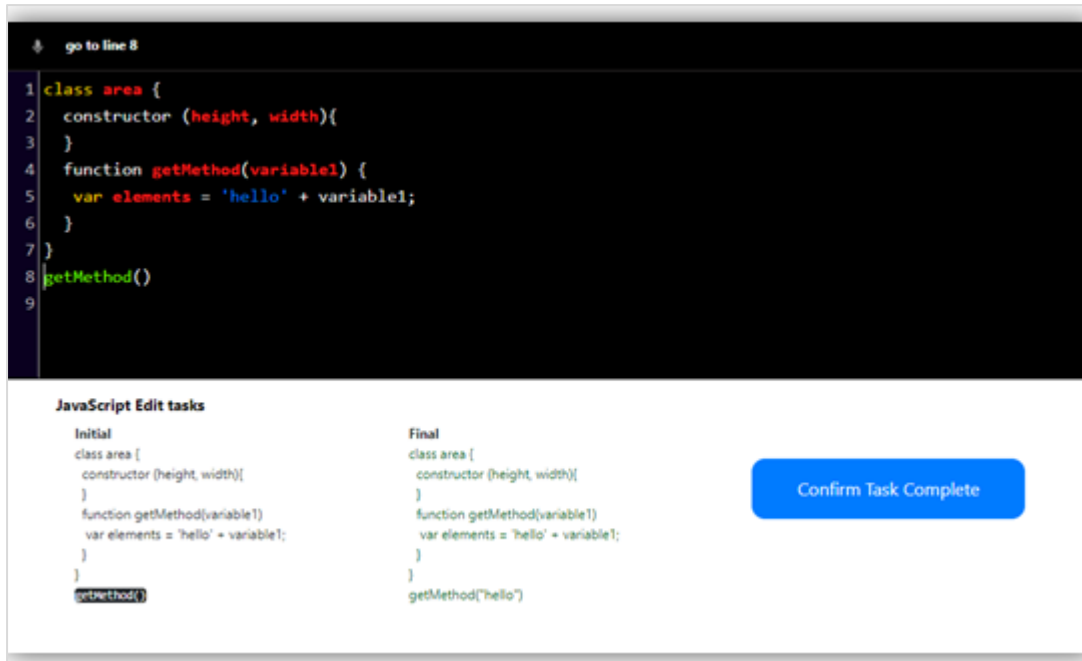 go to line 8
1 class area {
2 constructor (height, width){
3 }
4 function getMethod(variable1) {
5 var elements = 'hello' + variable1;
6 }
7 }
8 getMethod()
9
JavaScript Edit tasks
Initial
class area {
constructor (height, width){
}
function getMethod(variable1)
var elements = 'hello' + variable1;
}
}
getMethod()
Final
class area {
constructor (height, width){
}
function getMethod(variable1)
var elements = 'hello' + variable1;
}
}
getMethod("hello")
Confirm Task Complete